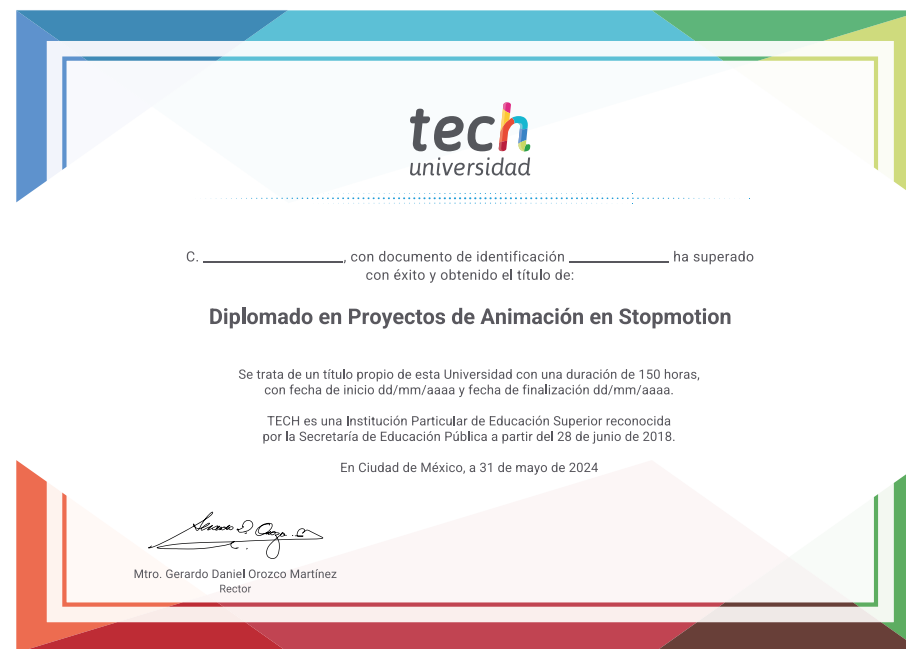 tech
universidad
C. ____________________, con documento de identificación ______________ ha superado
con éxito y obtenido el título de:
Diplomado en Proyectos de Animación en Stopmotion
Se trata de un título propio de esta Universidad con una duración de 150 horas,
con fecha de inicio dd/mm/aaaa y fecha de finalización dd/mm/aaaa.
TECH es una Institución Particular de Educación Superior reconocida
por la Secretaría de Educación Pública a partir del 28 de junio de 2018.
En Ciudad de México, a 31 de mayo de 2024
Mtro. Gerardo Daniel Orozco Martínez
Rector